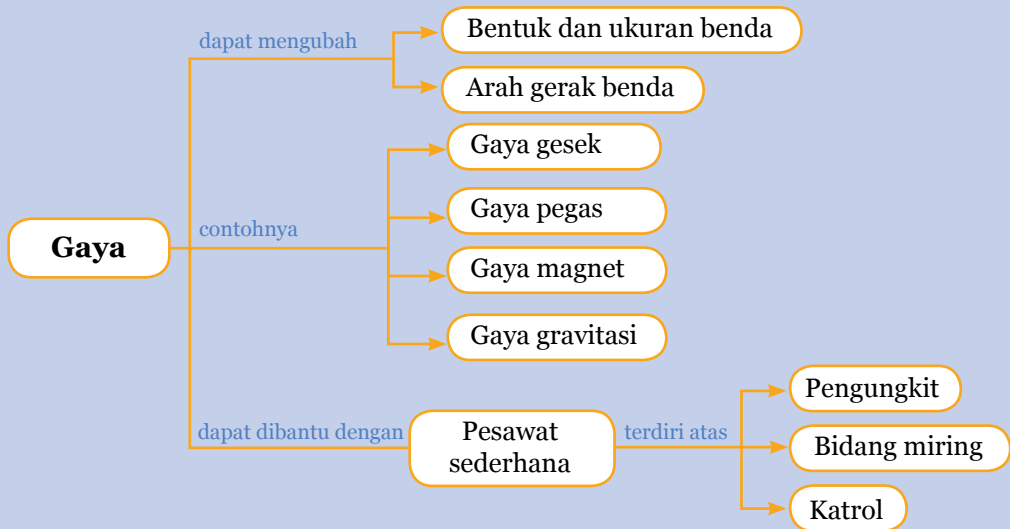 Gaya
dapat mengubah
Bentuk dan ukuran benda
Arah gerak benda
contohnya
Gaya gesek
Gaya pegas
Gaya magnet
Gaya gravitasi
dapat dibantu dengan
Pesawat
sederhana
terdiri atas
Pengungkit
Bidang miring
Katrol